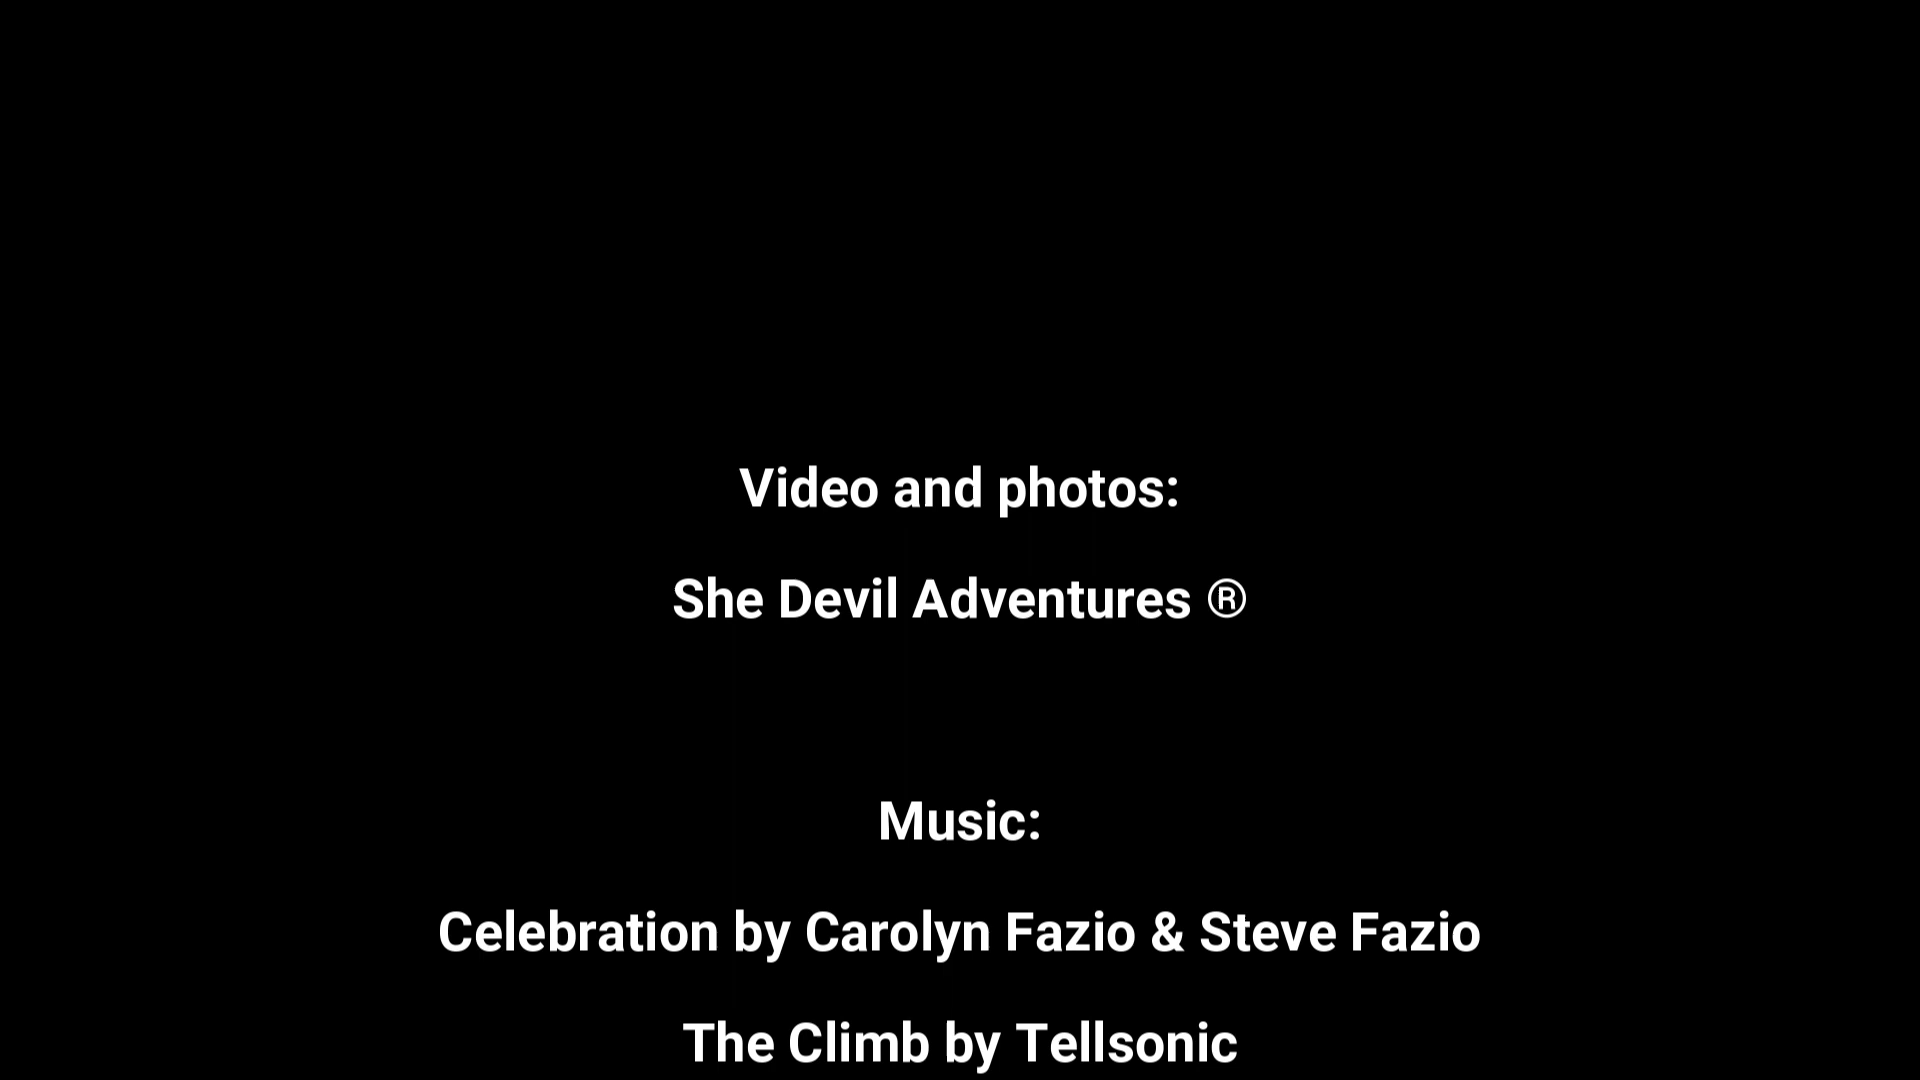 Video and photos:
She Devil Adventures ®
Music:
Celebration by Carolyn Fazio & Steve Fazio
The Climb by Tellsonic